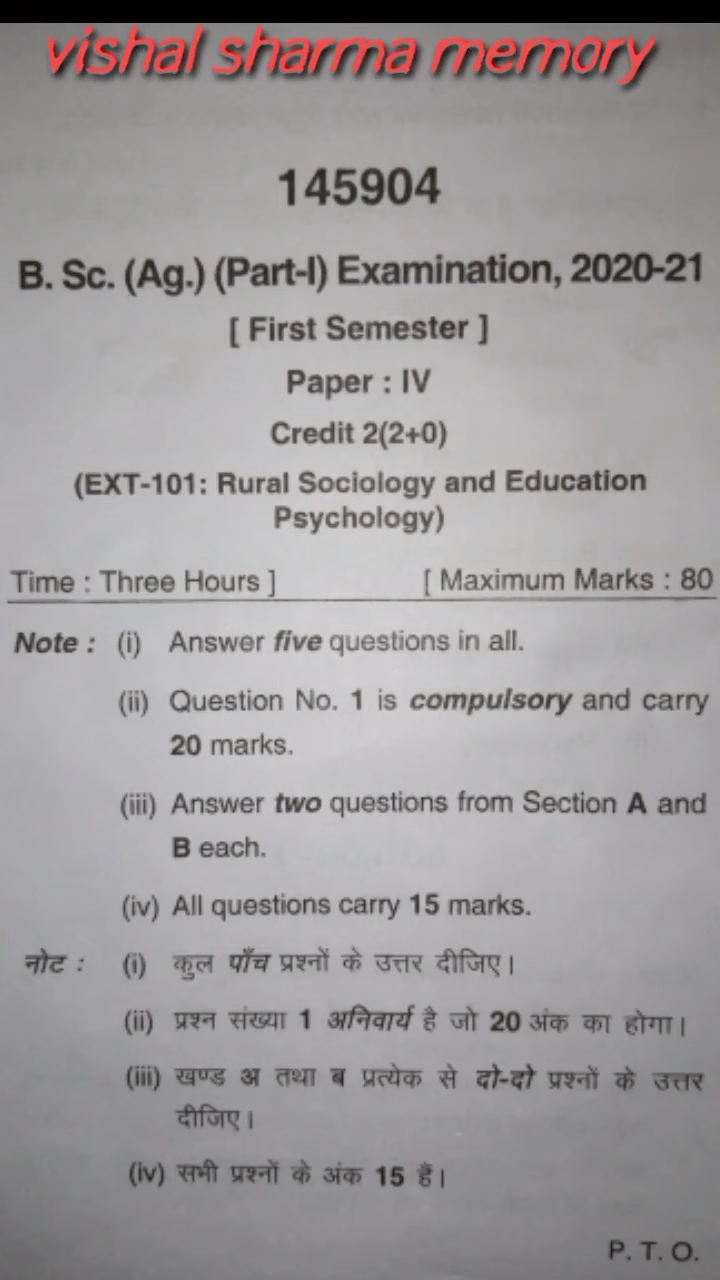 vishal sharma memory
145904
B. Sc. (Ag.) (Part-I) Examination, 2020-21
[ First Semester ]
Paper : IV
Credit 2(2+0)
(EXT-101: Rural Sociology and Education
Psychology)
Time : Three Hours ] [ Maximum Marks : 80
Note : (i) Answer five questions in all.
(ii) Question No. 1 is compulsory and carry
20 marks.
(iii) Answer two questions from Section A and
B each.
(iv) All questions carry 15 marks.
नोट : (i) कुल पाँच प्रश्नों के उत्तर दीजिए।
(ii) प्रश्न संख्या 1 अनिवार्य है जो 20 अंक का होगा।
(iii) खण्ड अ तथा ब प्रत्येक से दो-दो प्रश्नों के उत्तर
दीजिए।
(iv) सभी प्रश्नों के अंक 15 हैं।
P. T. O.